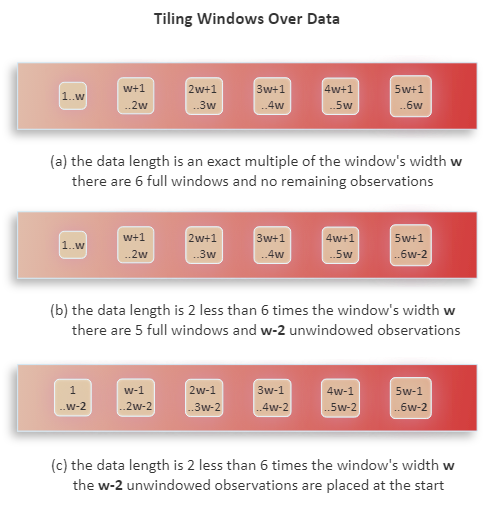 Tiling Windows Over Data
1..w
w+1
..2w
2w+1
..3w
3w+1
..4w
4w+1
..5w
5w+1
..6w
(a) the data length is an exact multiple of the window's width w
there are 6 full windows and no remaining observations
1..w
w+1
..2w
2w+1
..3w
3w+1
..4w
4w+1
..5w
5w+1
..6w-2
(b) the data length is 2 less than 6 times the window's width w
there are 5 full windows and w-2 unwindowed observations
1
..w-2
w-1
..2w-2
2w-1
..3w-2
3w-1
..4w-2
4w-1
..5w-2
5w-1
..6w-2
(c) the data length is 2 less than 6 times the window's width w
the w-2 unwindowed observations are placed at the start